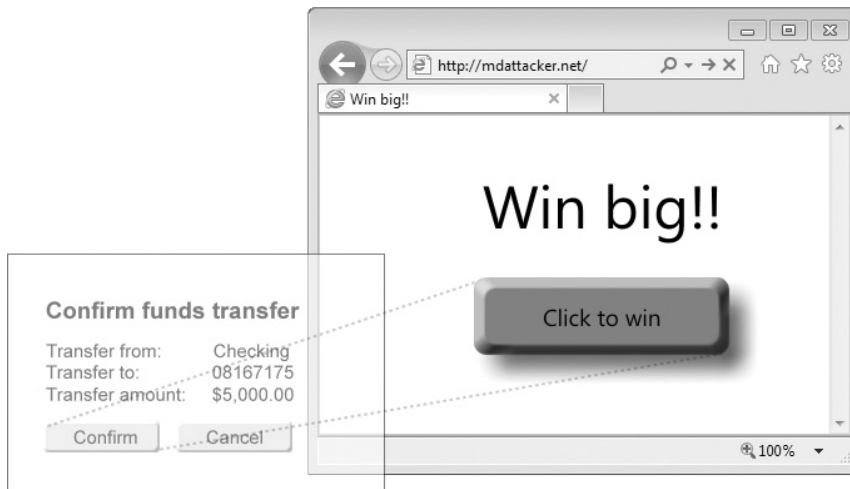 http://mdattacker.net/
Win big!!
Win big!!
Click to win
Confirm funds transfer
Transfer from: Checking
Transfer to: 08167175
Transfer amount: $5,000.00
Confirm Cancel
100%